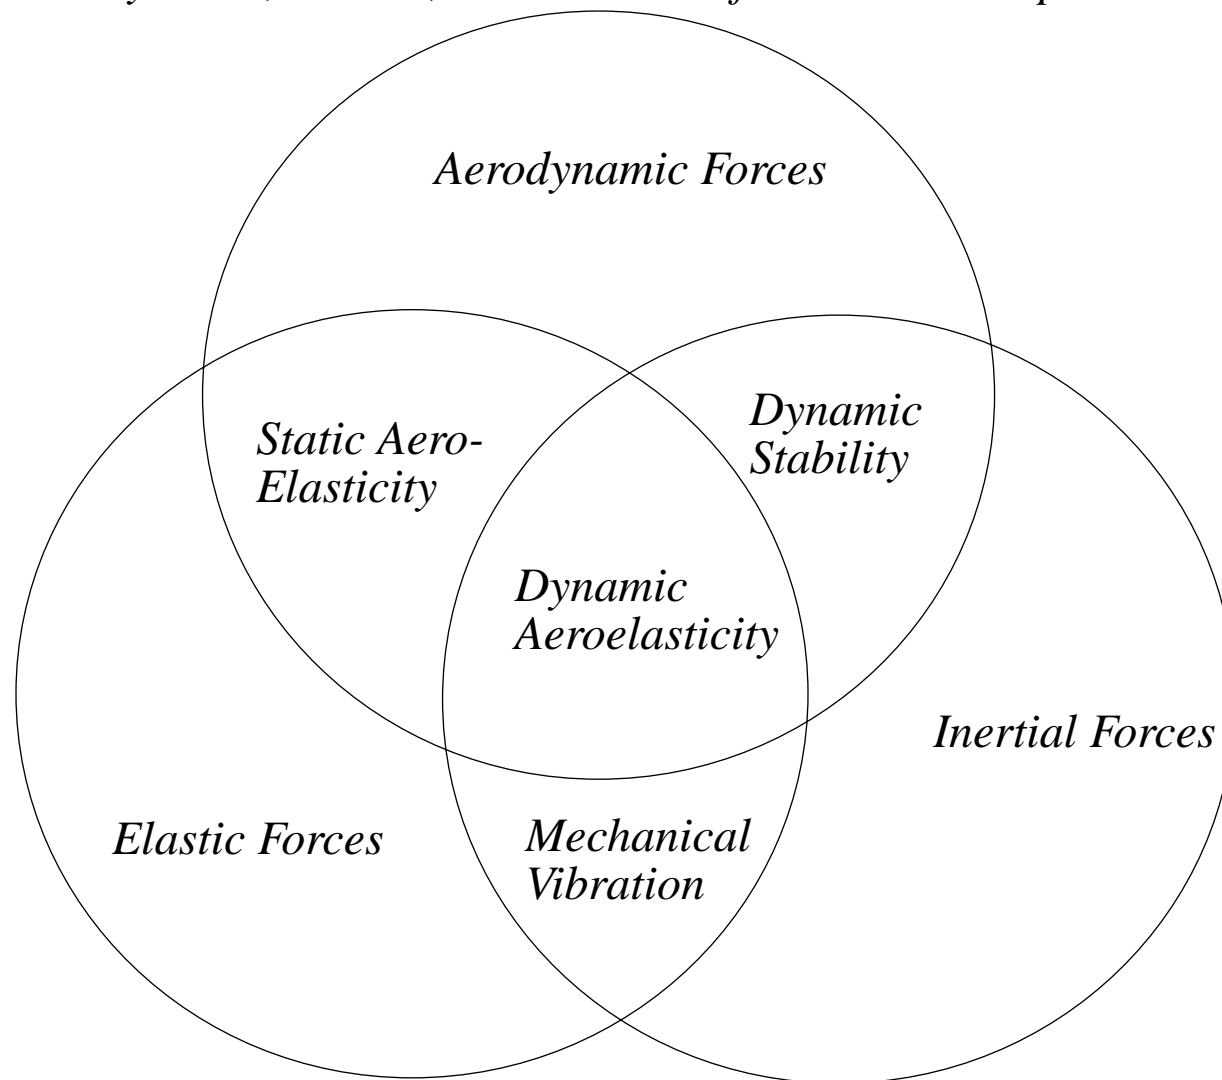 Aerodynamic Forces
Dynamic
Stability
Static Aero-
Elasticity
Dynamic
Aeroelasticity
Inertial Forces
Elastic Forces
Mechanical
Vibration